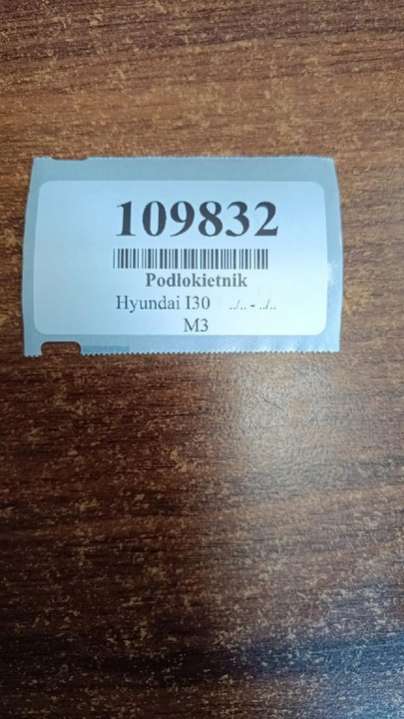 109832
Podłokietnik
Hyundai I30 ../.. - ../..
M3